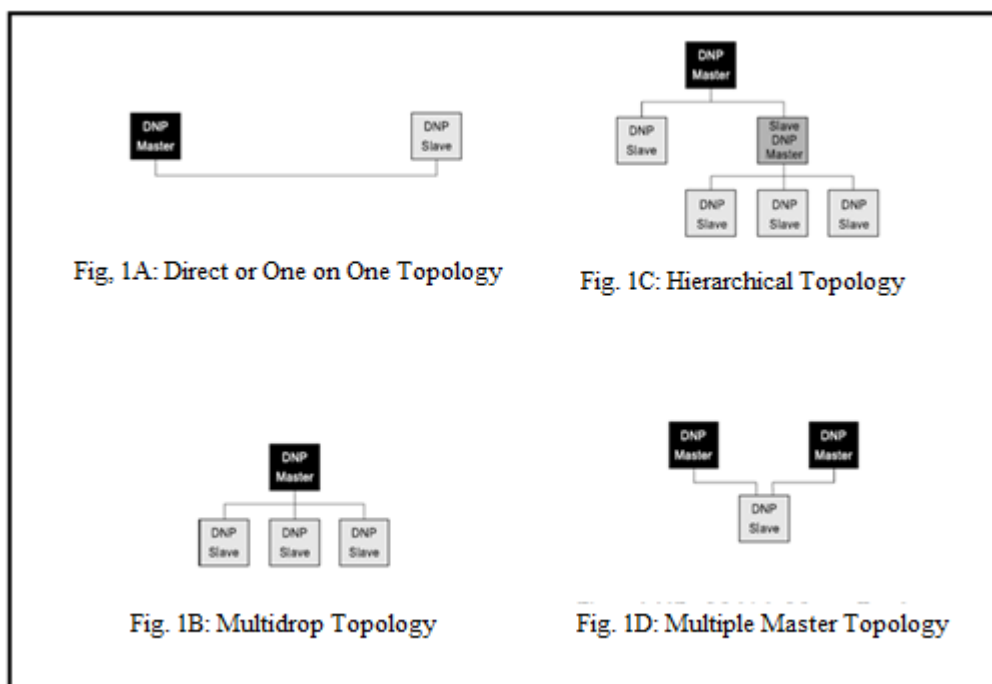 DNP
Master
DNP
Slave
Fig, 1A: Direct or One on One Topology
DNP
Master
DNP
Slave
Slave
DNP
Master
DNP
Slave
DNP
Slave
DNP
Slave
Fig. 1C: Hierarchical Topology
DNP
Master
DNP
Slave
DNP
Slave
DNP
Slave
Fig. 1B: Multidrop Topology
DNP
Master
DNP
Master
DNP
Slave
Fig. 1D: Multiple Master Topology